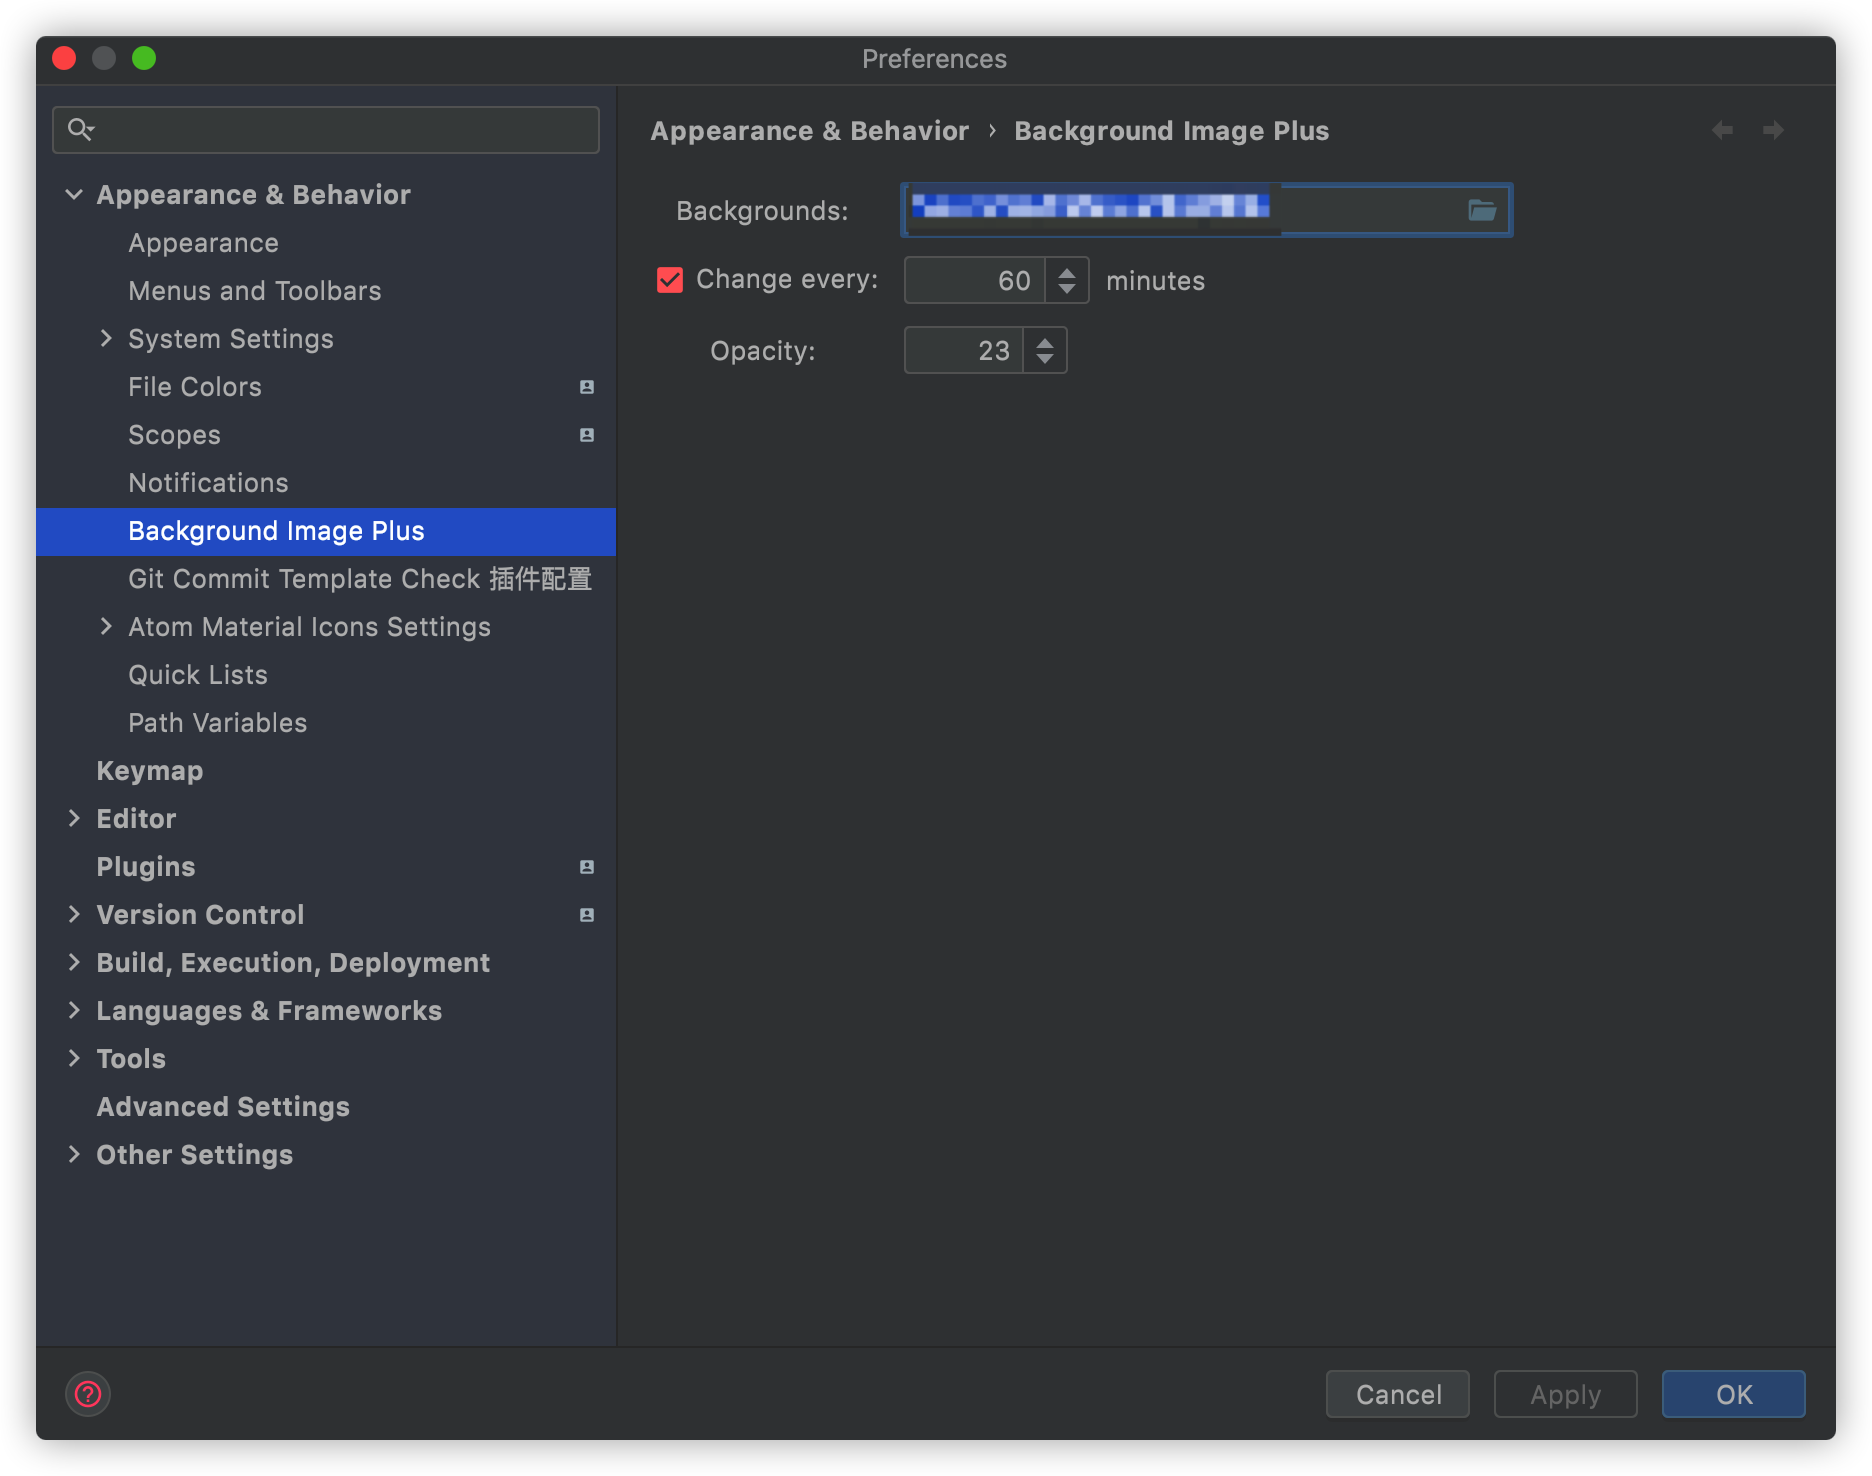 Preferences
Appearance & Behavior
Appearance
Menus and Toolbars
System Settings
File Colors
Scopes
Notifications
Background Image Plus
Git Commit Template Check 插件配置
Atom Material Icons Settings
Quick Lists
Path Variables
Keymap
Editor
Plugins
Version Control
Build, Execution, Deployment
Languages & Frameworks
Tools
Advanced Settings
Other Settings
Appearance & Behavior › Background Image Plus
Backgrounds:
Change every: 60 minutes
Opacity: 23
? Cancel Apply OK